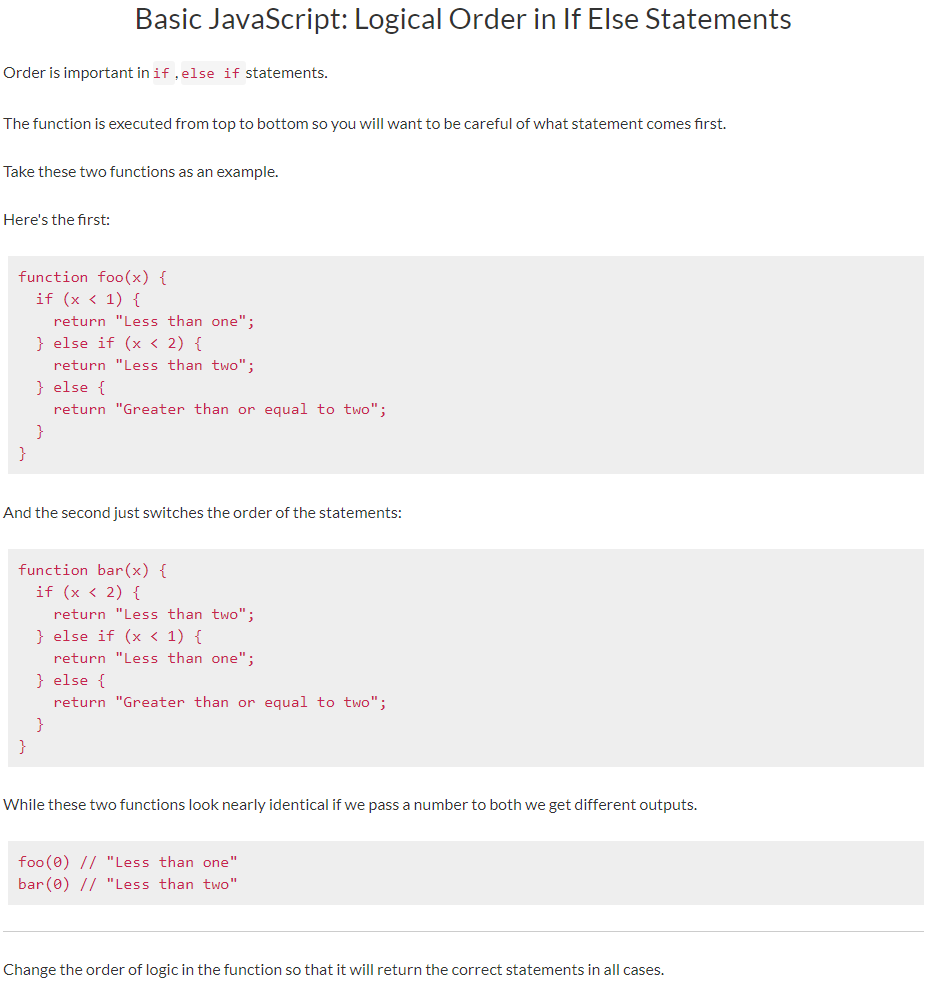 Basic JavaScript: Logical Order in If Else Statements
Order is important in if , else if statements.
The function is executed from top to bottom so you will want to be careful of what statement comes first.
Take these two functions as an example.
Here's the first:
function foo(x) {
  if (x < 1) {
    return "Less than one";
  } else if (x < 2) {
    return "Less than two";
  } else {
    return "Greater than or equal to two";
  }
}
And the second just switches the order of the statements:
function bar(x) {
  if (x < 2) {
    return "Less than two";
  } else if (x < 1) {
    return "Less than one";
  } else {
    return "Greater than or equal to two";
  }
}
While these two functions look nearly identical if we pass a number to both we get different outputs.
foo(0) // "Less than one"
bar(0) // "Less than two"
Change the order of logic in the function so that it will return the correct statements in all cases.